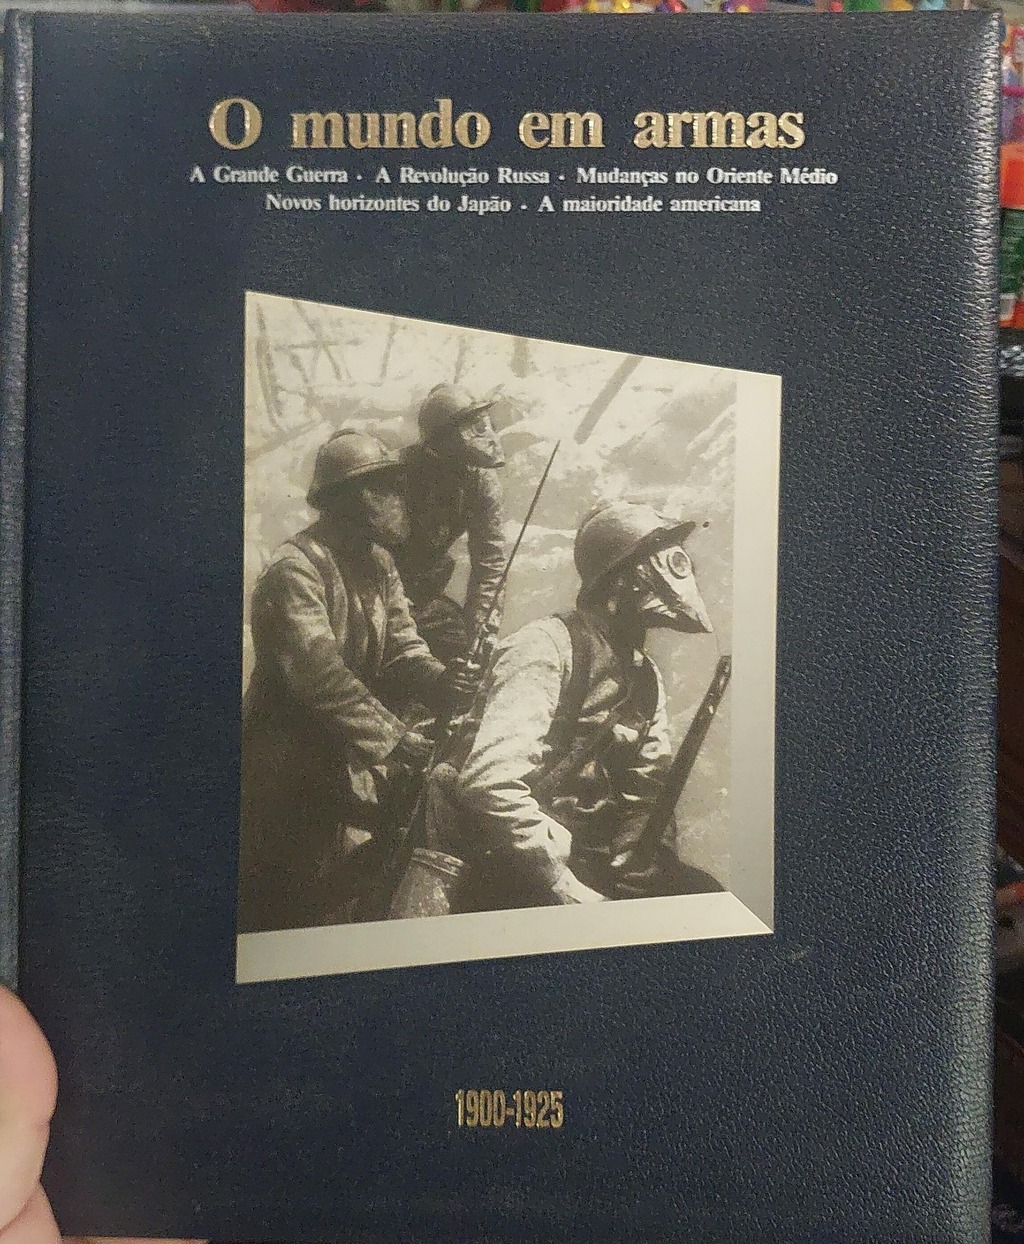 O mundo em armas
A Grande Guerra · A Revolução Russa · Mudanças no Oriente Médio
Novos horizontes do Japão · A maioridade americana
1900-1925